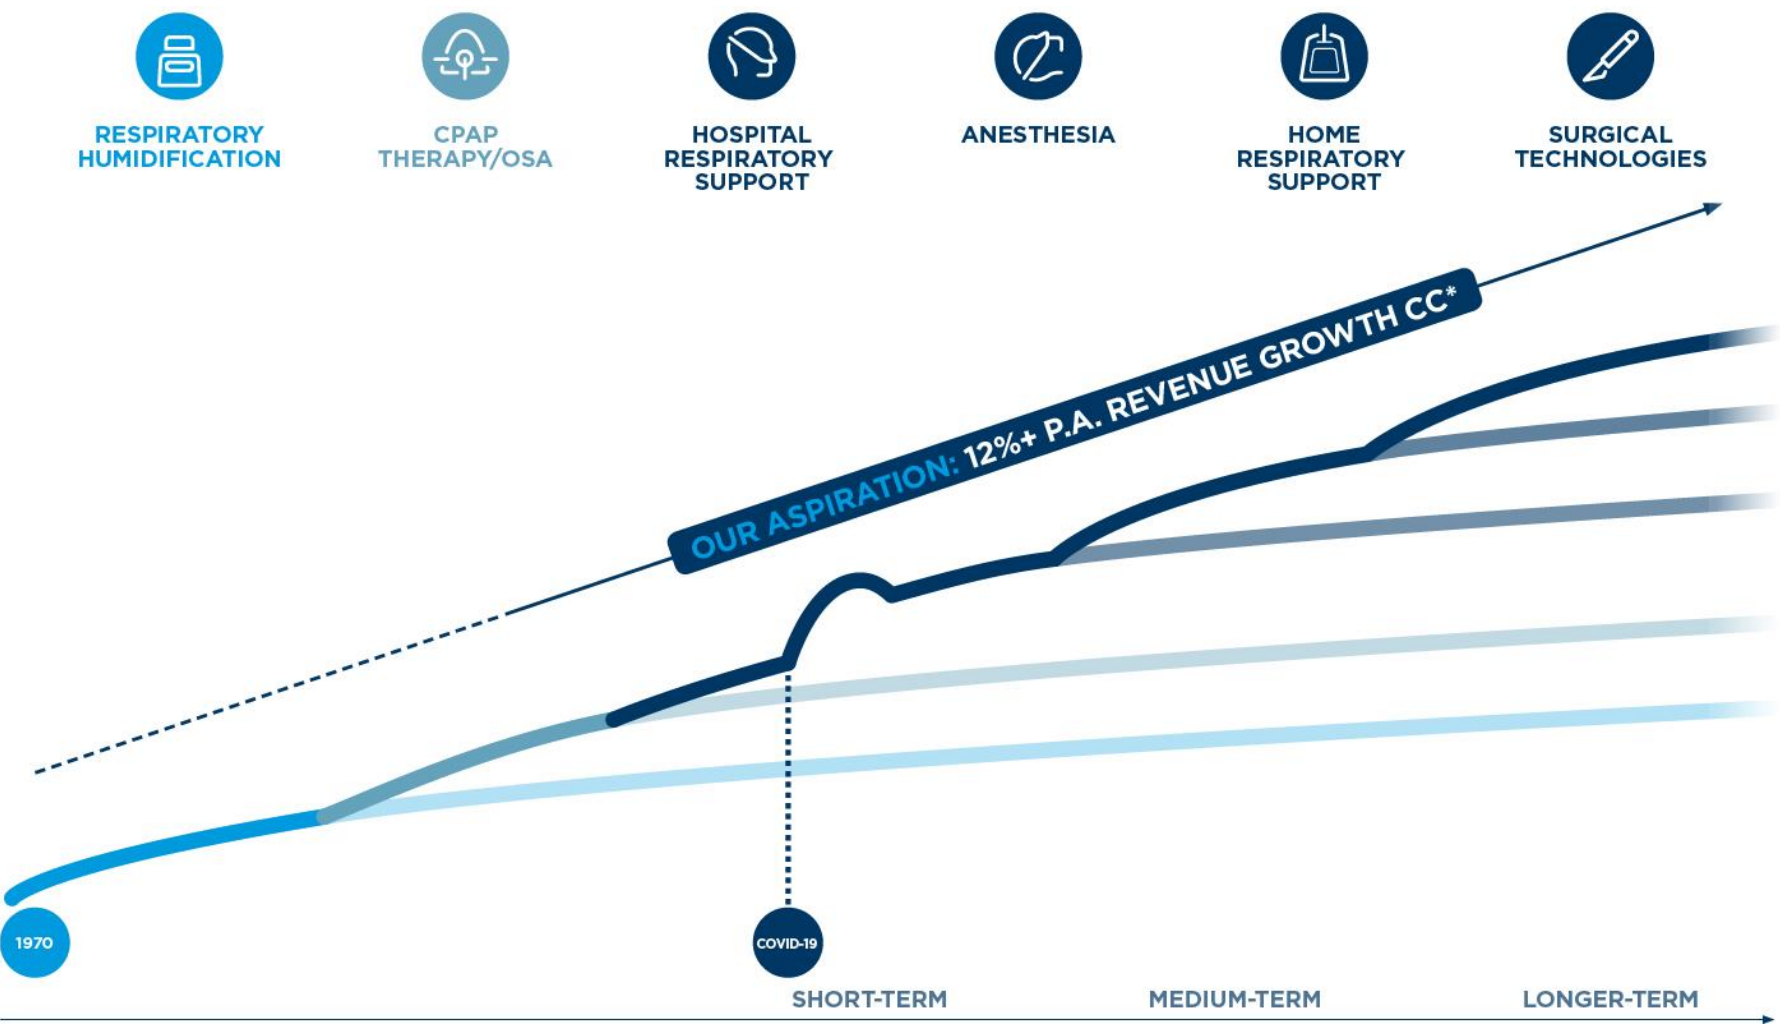 RESPIRATORY
HUMIDIFICATION
CPAP
THERAPY/OSA
HOSPITAL
RESPIRATORY
SUPPORT
ANESTHESIA
HOME
RESPIRATORY
SUPPORT
SURGICAL
TECHNOLOGIES
OUR ASPIRATION: 12%+ P.A. REVENUE GROWTH CC*
1970
COVID-19
SHORT-TERM
MEDIUM-TERM
LONGER-TERM